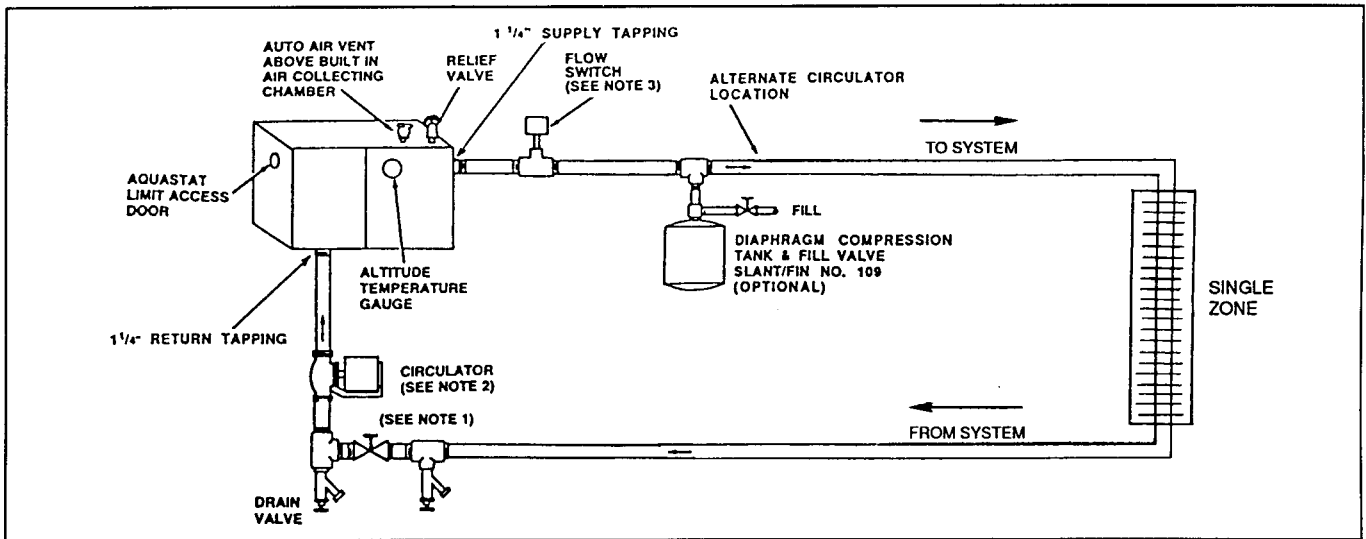 1 1/4" SUPPLY TAPPING
AUTO AIR VENT
ABOVE BUILT IN
AIR COLLECTING
CHAMBER
RELIEF
VALVE
FLOW
SWITCH
(SEE NOTE 3)
ALTERNATE CIRCULATOR
LOCATION
TO SYSTEM
AQUASTAT
LIMIT ACCESS
DOOR
FILL
ALTITUDE
TEMPERATURE
GAUGE
DIAPHRAGM COMPRESSION
TANK & FILL VALVE
SLANT/FIN NO. 109
(OPTIONAL)
SINGLE
ZONE
1 1/4" RETURN TAPPING
CIRCULATOR
(SEE NOTE 2)
(SEE NOTE 1)
FROM SYSTEM
DRAIN
VALVE